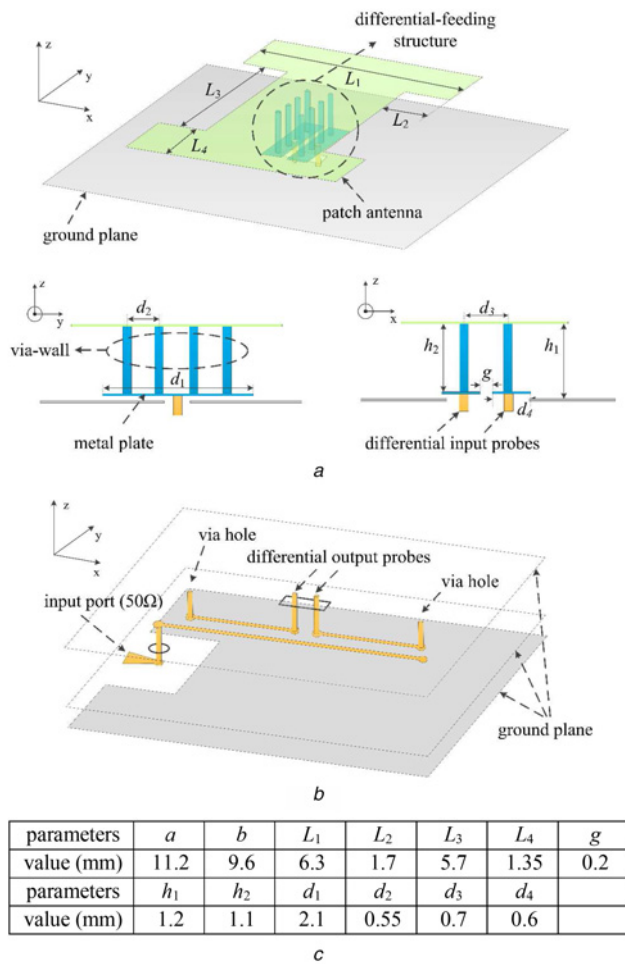 z
y
x
differential-feeding
structure
L1
L3
L2
L4
patch antenna
ground plane
z
y
d2
via-wall
d1
metal plate
z
x
d3
h2
g
h1
d4
differential input probes
a
z
y
x
via hole
differential output probes
via hole
input port (50Ω)
ground plane
b
parameters a b L1 L2 L3 L4 g
value (mm) 11.2 9.6 6.3 1.7 5.7 1.35 0.2
parameters h1 h2 d1 d2 d3 d4
value (mm) 1.2 1.1 2.1 0.55 0.7 0.6
c